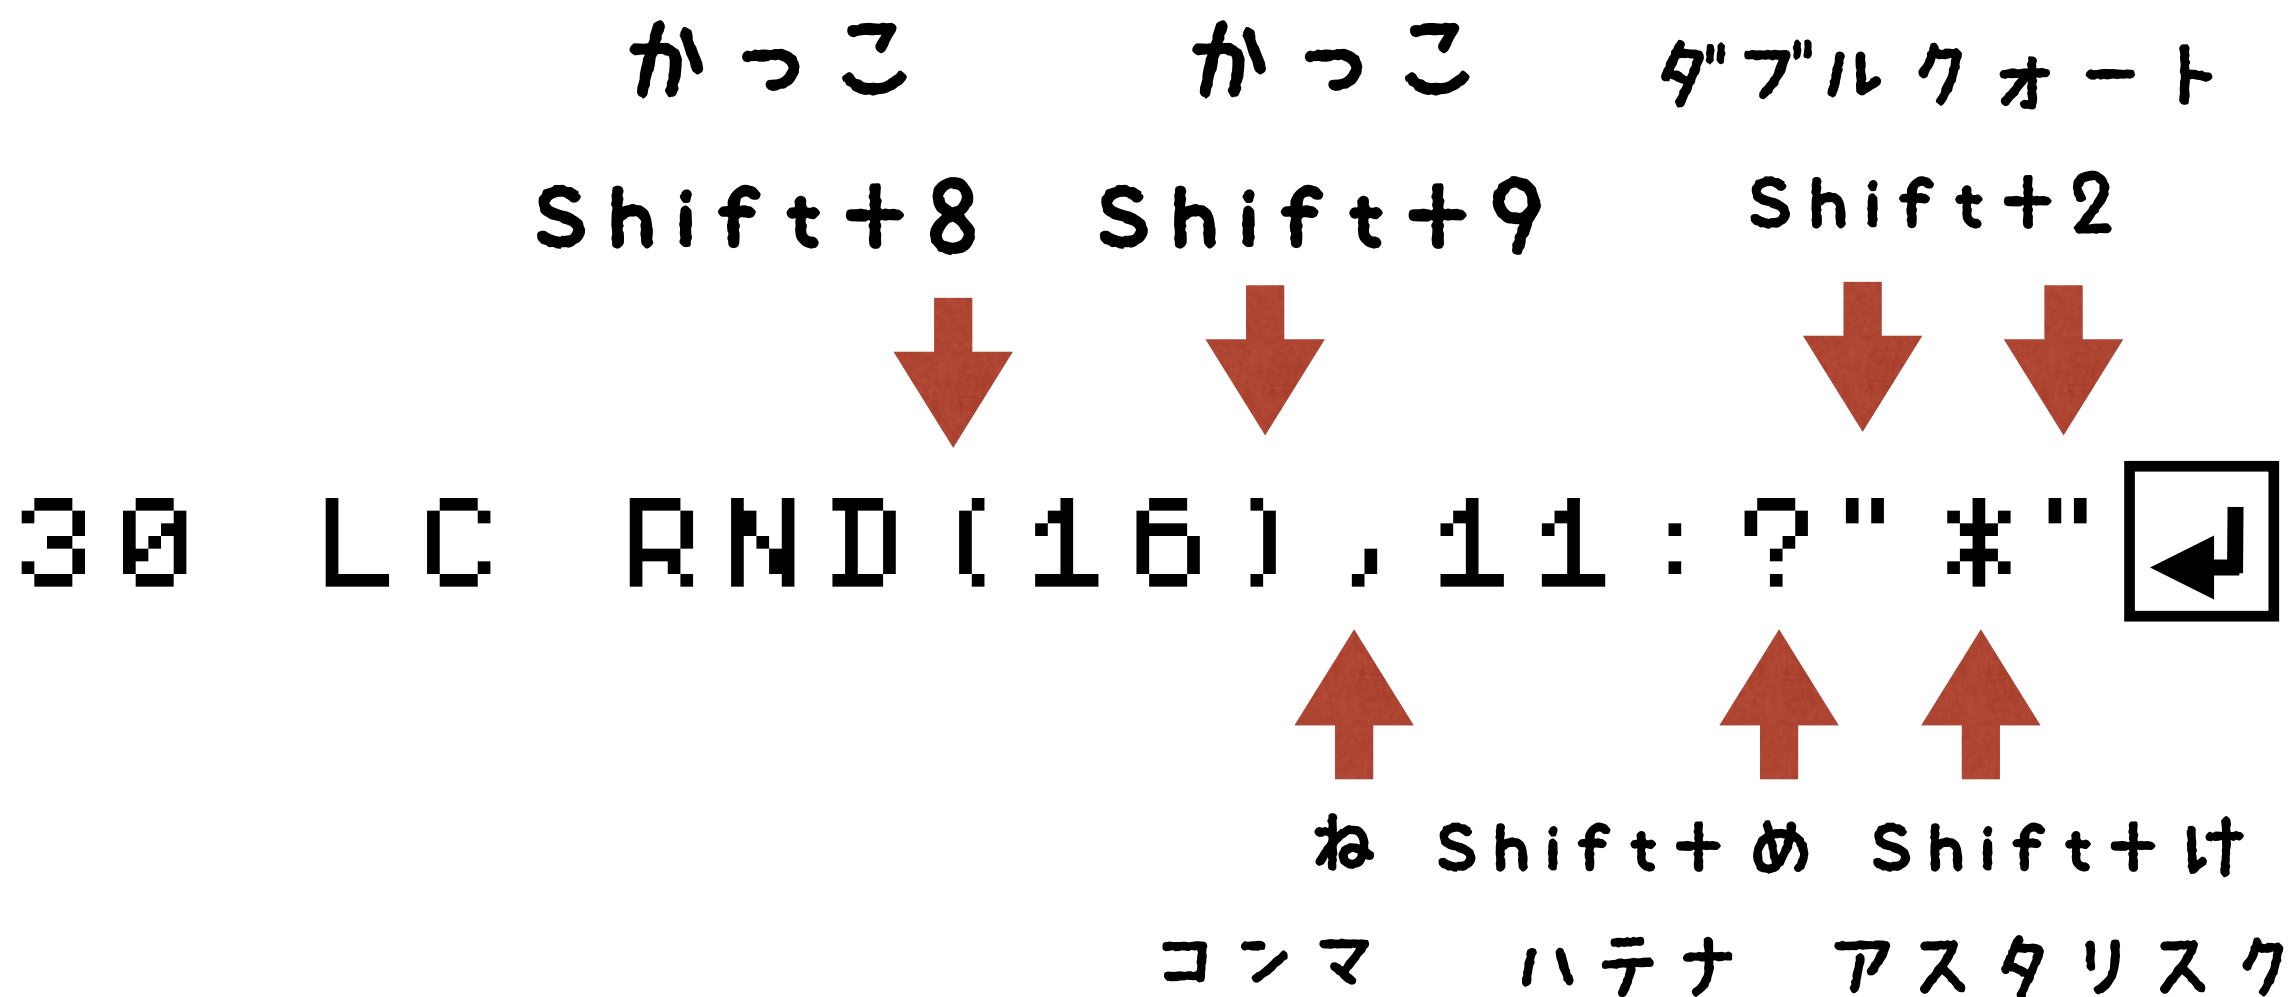 かっこ かっこ ダブルクォート
Shift+8 Shift+9 Shift+2
30 LC RND(16),11:?"*"
ね Shift+め Shift+け
コンマ ハテナ アスタリスク